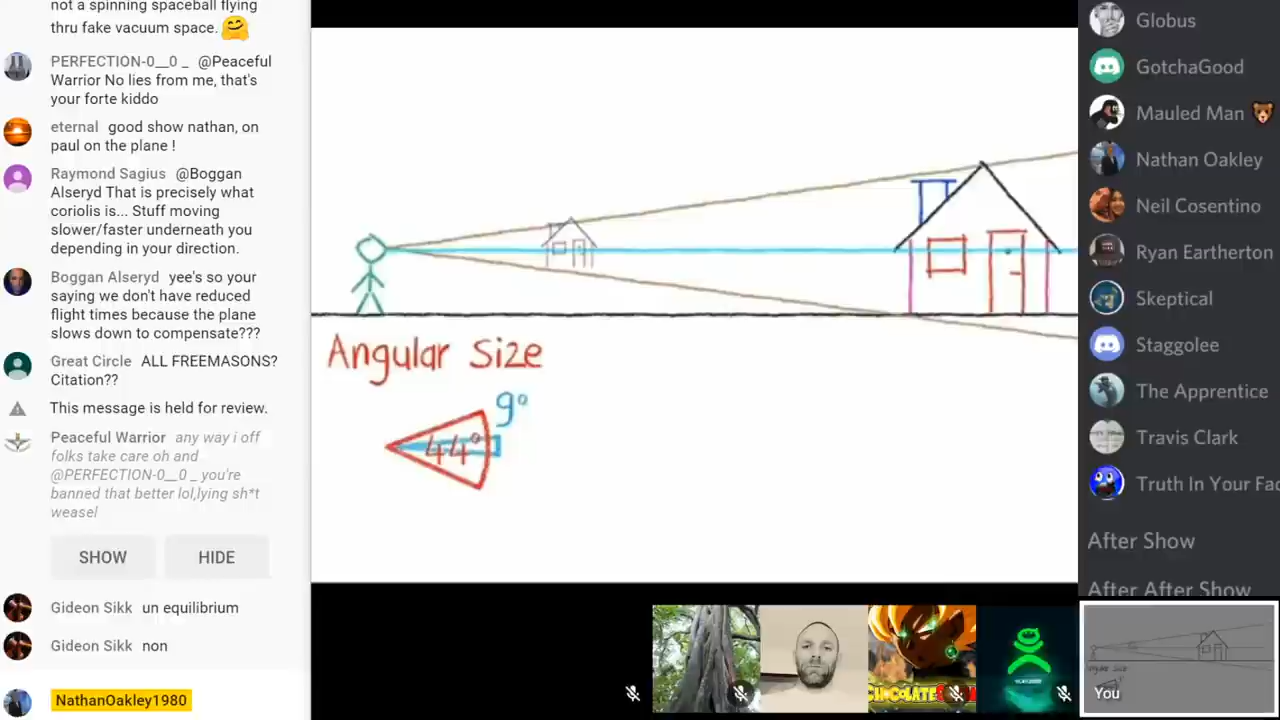 not a spinning spaceball flying
thru fake vacuum space.
PERFECTION-0__0 _ @Peaceful
Warrior No lies from me, that's
your forte kiddo
eternal good show nathan, on
paul on the plane !
Raymond Sagius @Boggan
Alseryd That is precisely what
coriolis is... Stuff moving
slower/faster underneath you
depending in your direction.
Boggan Alseryd yee's so your
saying we don't have reduced
flight times because the plane
slows down to compensate???
Great Circle ALL FREEMASONS?
Citation??
This message is held for review.
Peaceful Warrior any way i off
folks take care oh and
@PERFECTION-0__0 _ you're
banned that better lol,lying sh*t
weasel
SHOW HIDE
Gideon Sikk un equilibrium
Gideon Sikk non
NathanOakley1980
Angular Size
9°
44°
Globus
GotchaGood
Mauled Man
Nathan Oakley
Neil Cosentino
Ryan Eartherton
Skeptical
Staggolee
The Apprentice
Travis Clark
Truth In Your Fac
After Show
After After Show
Angular Size
You